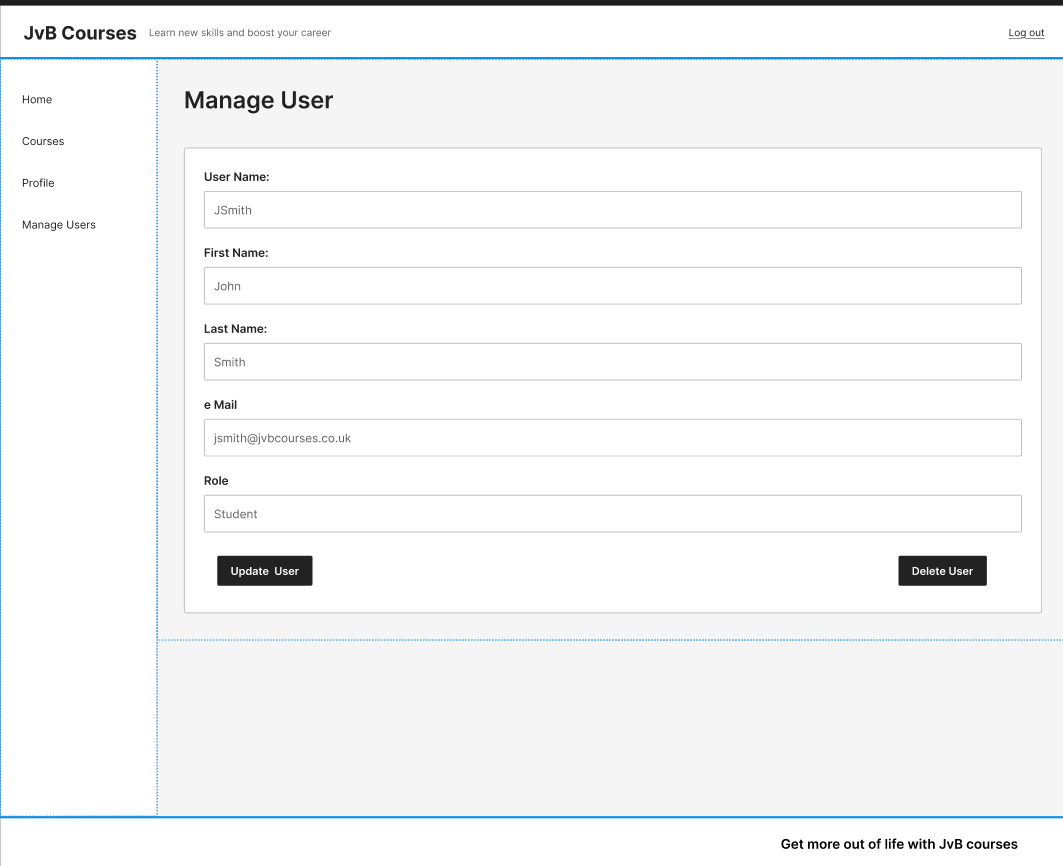 JvB Courses Learn new skills and boost your career Log out
Home
Courses
Profile
Manage Users
Manage User
User Name:
JSmith
First Name:
John
Last Name:
Smith
e Mail
jsmith@jvbcourses.co.uk
Role
Student
Update User Delete User
Get more out of life with JvB courses